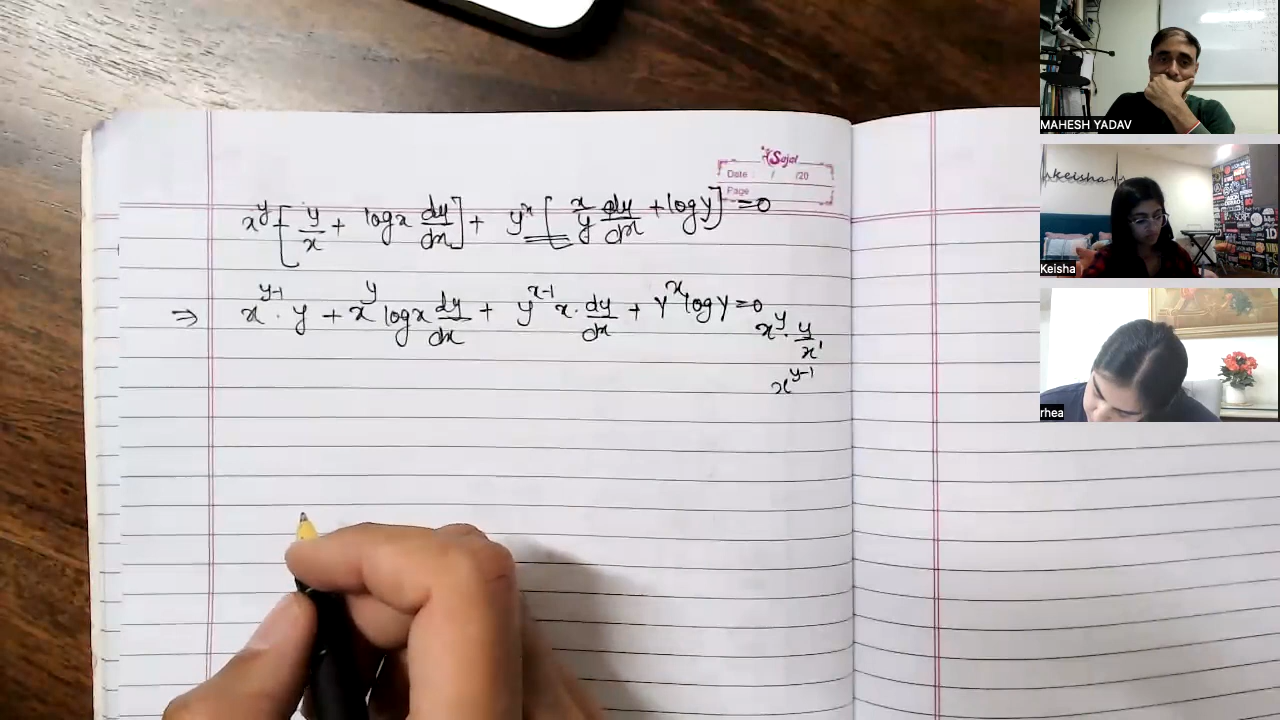 Sajal
Date : / /20
Page
x^y [ y/x + log x dy/dx ] + y^x [ x/y dy/dx + log y ] = 0
⇒ x^{y-1} · y + x^y log x dy/dx + y^{x-1} x · dy/dx + y^x log y = 0
x^y · y/x^1
x^{y-1}
MAHESH YADAV
keisha
Keisha
rhea